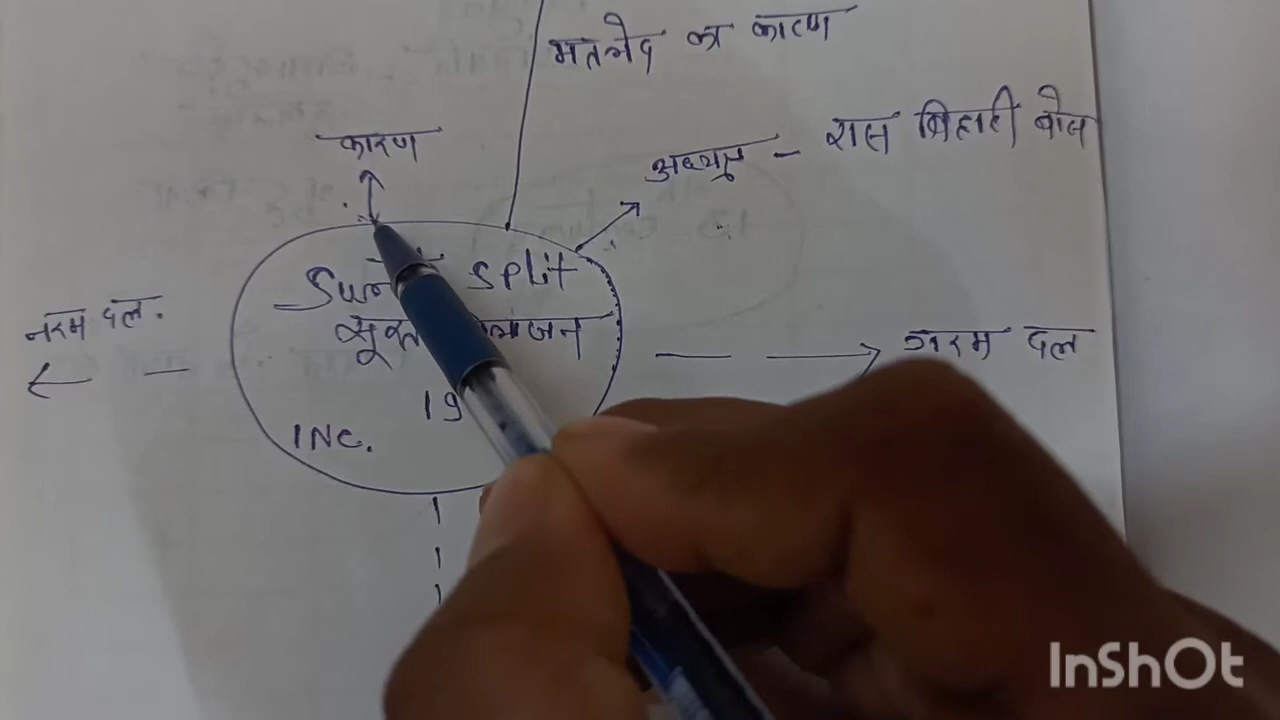 मतभेद का कारण
कारण
अध्यक्ष - रास बिहारी बोस
split
नरम दल.
गरम दल
19
INC.
InShOt